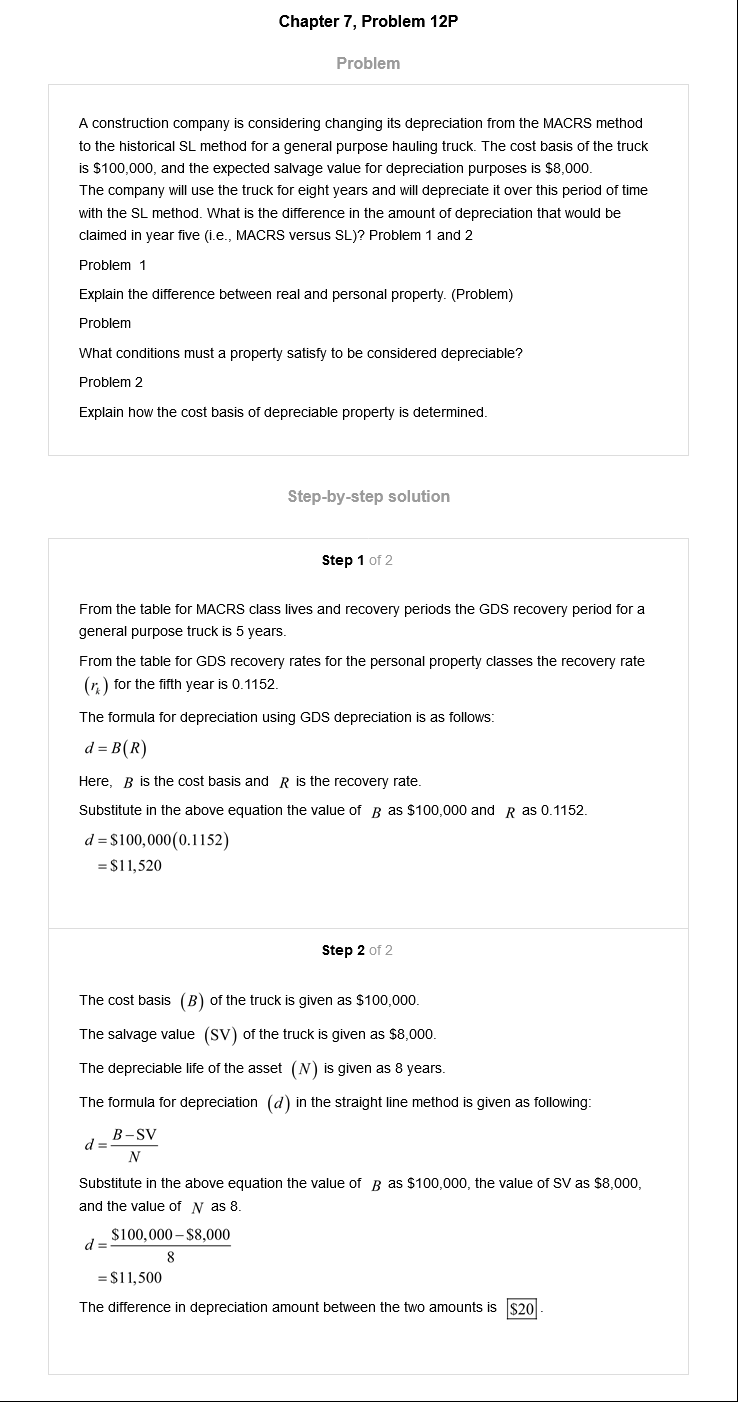 Chapter 7, Problem 12P
Problem
A construction company is considering changing its depreciation from the MACRS method
to the historical SL method for a general purpose hauling truck. The cost basis of the truck
is $100,000, and the expected salvage value for depreciation purposes is $8,000.
The company will use the truck for eight years and will depreciate it over this period of time
with the SL method. What is the difference in the amount of depreciation that would be
claimed in year five (i.e., MACRS versus SL)? Problem 1 and 2
Problem 1
Explain the difference between real and personal property. (Problem)
Problem
What conditions must a property satisfy to be considered depreciable?
Problem 2
Explain how the cost basis of depreciable property is determined.
Step-by-step solution
Step 1 of 2
From the table for MACRS class lives and recovery periods the GDS recovery period for a
general purpose truck is 5 years.
From the table for GDS recovery rates for the personal property classes the recovery rate
(r_k) for the fifth year is 0.1152.
The formula for depreciation using GDS depreciation is as follows:
d = B(R)
Here, B is the cost basis and R is the recovery rate.
Substitute in the above equation the value of B as $100,000 and R as 0.1152.
d = $100,000(0.1152)
= $11,520
Step 2 of 2
The cost basis (B) of the truck is given as $100,000.
The salvage value (SV) of the truck is given as $8,000.
The depreciable life of the asset (N) is given as 8 years.
The formula for depreciation (d) in the straight line method is given as following:
d = B – SV
N
Substitute in the above equation the value of B as $100,000, the value of SV as $8,000,
and the value of N as 8.
d = $100,000 – $8,000
8
= $11,500
The difference in depreciation amount between the two amounts is $20.